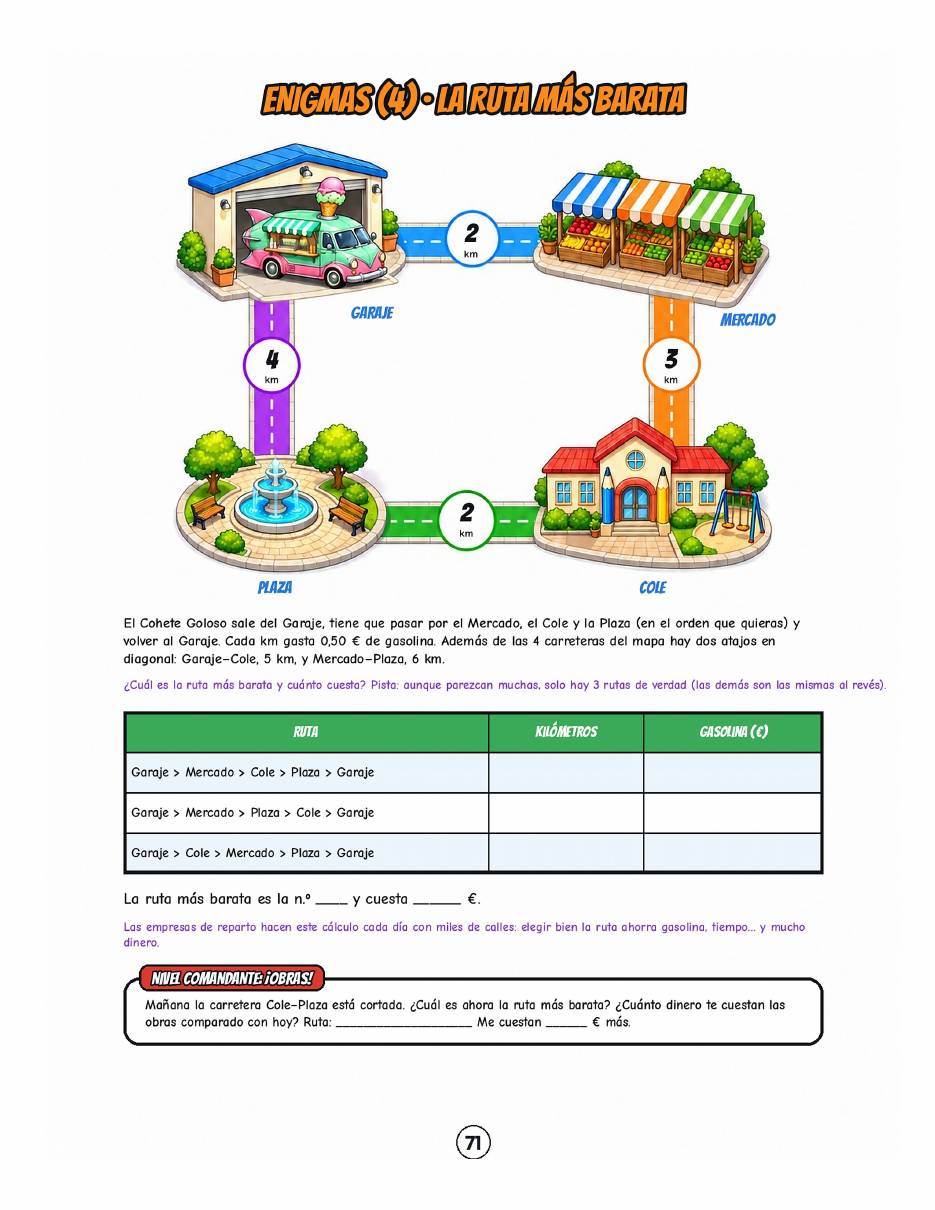 ENIGMAS (4) • LA RUTA MÁS BARATA
2
km
GARAJE
MERCADO
4
km
3
km
2
km
PLAZA
COLE
El Cohete Goloso sale del Garaje, tiene que pasar por el Mercado, el Cole y la Plaza (en el orden que quieras) y
volver al Garaje. Cada km gasta 0,50 € de gasolina. Además de las 4 carreteras del mapa hay dos atajos en
diagonal: Garaje–Cole, 5 km, y Mercado–Plaza, 6 km.
¿Cuál es la ruta más barata y cuánto cuesta? Pista: aunque parezcan muchas, solo hay 3 rutas de verdad (las demás son las mismas al revés).
RUTA KILÓMETROS GASOLINA (€)
Garaje > Mercado > Cole > Plaza > Garaje
Garaje > Mercado > Plaza > Cole > Garaje
Garaje > Cole > Mercado > Plaza > Garaje
La ruta más barata es la n.º ____ y cuesta ______ €.
Las empresas de reparto hacen este cálculo cada día con miles de calles: elegir bien la ruta ahorra gasolina, tiempo... y mucho
dinero.
NIVEL COMANDANTE: ¡OBRAS!
Mañana la carretera Cole–Plaza está cortada. ¿Cuál es ahora la ruta más barata? ¿Cuánto dinero te cuestan las
obras comparado con hoy? Ruta: ____________________ Me cuestan ______ € más.
71